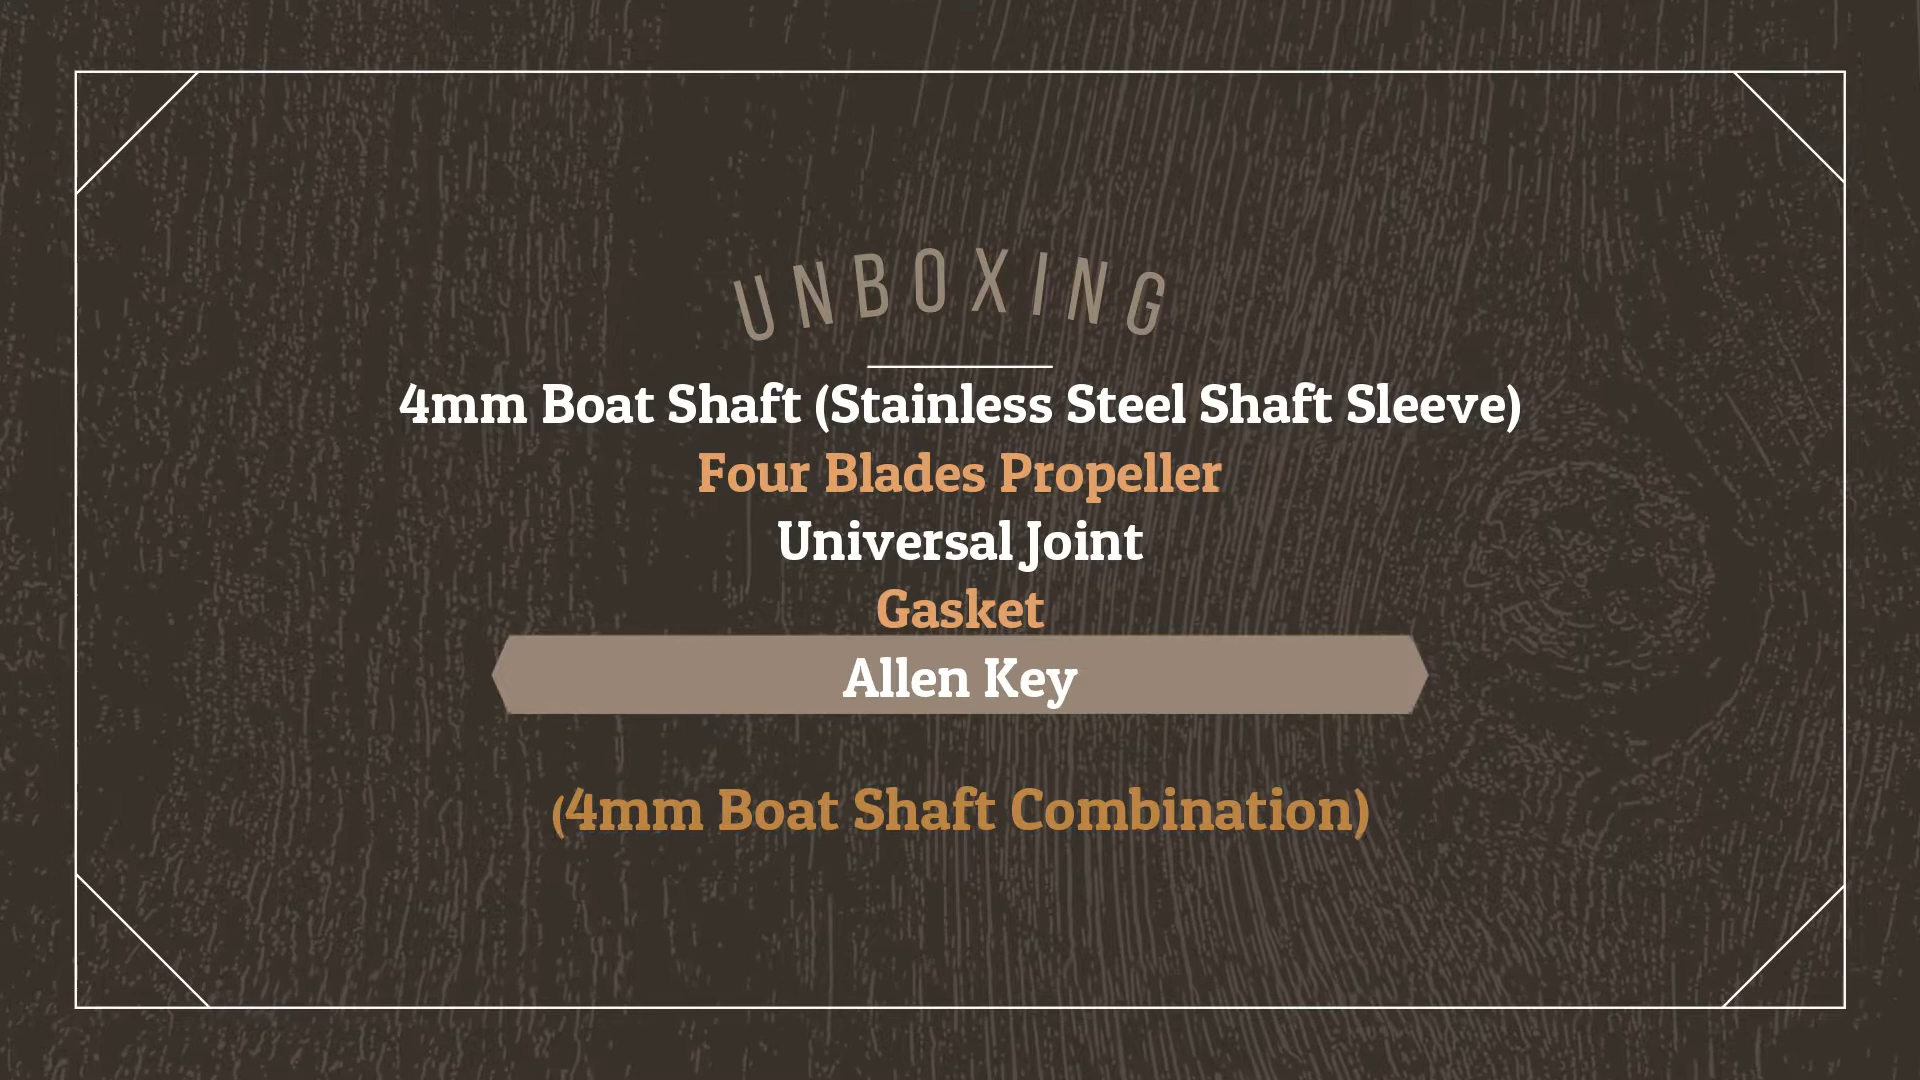 UNBOXING
4mm Boat Shaft (Stainless Steel Shaft Sleeve)
Four Blades Propeller
Universal Joint
Gasket
Allen Key
(4mm Boat Shaft Combination)